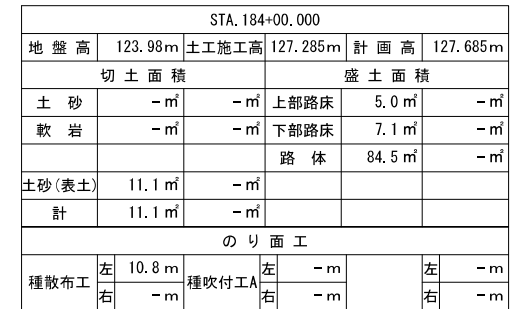 STA.184+00.000
地盤高 123.98m 土工施工高 127.285m 計画高 127.685m
切土面積 盛土面積
土砂 -㎡ -㎡ 上部路床 5.0㎡ -㎡
軟岩 -㎡ -㎡ 下部路床 7.1㎡ -㎡
路体 84.5㎡ -㎡
土砂(表土) 11.1㎡ -㎡
計 11.1㎡ -㎡
のり面工
種散布工 左 10.8m 種吹付工A 左 -m 左 -m
右 -m 右 -m 右 -m